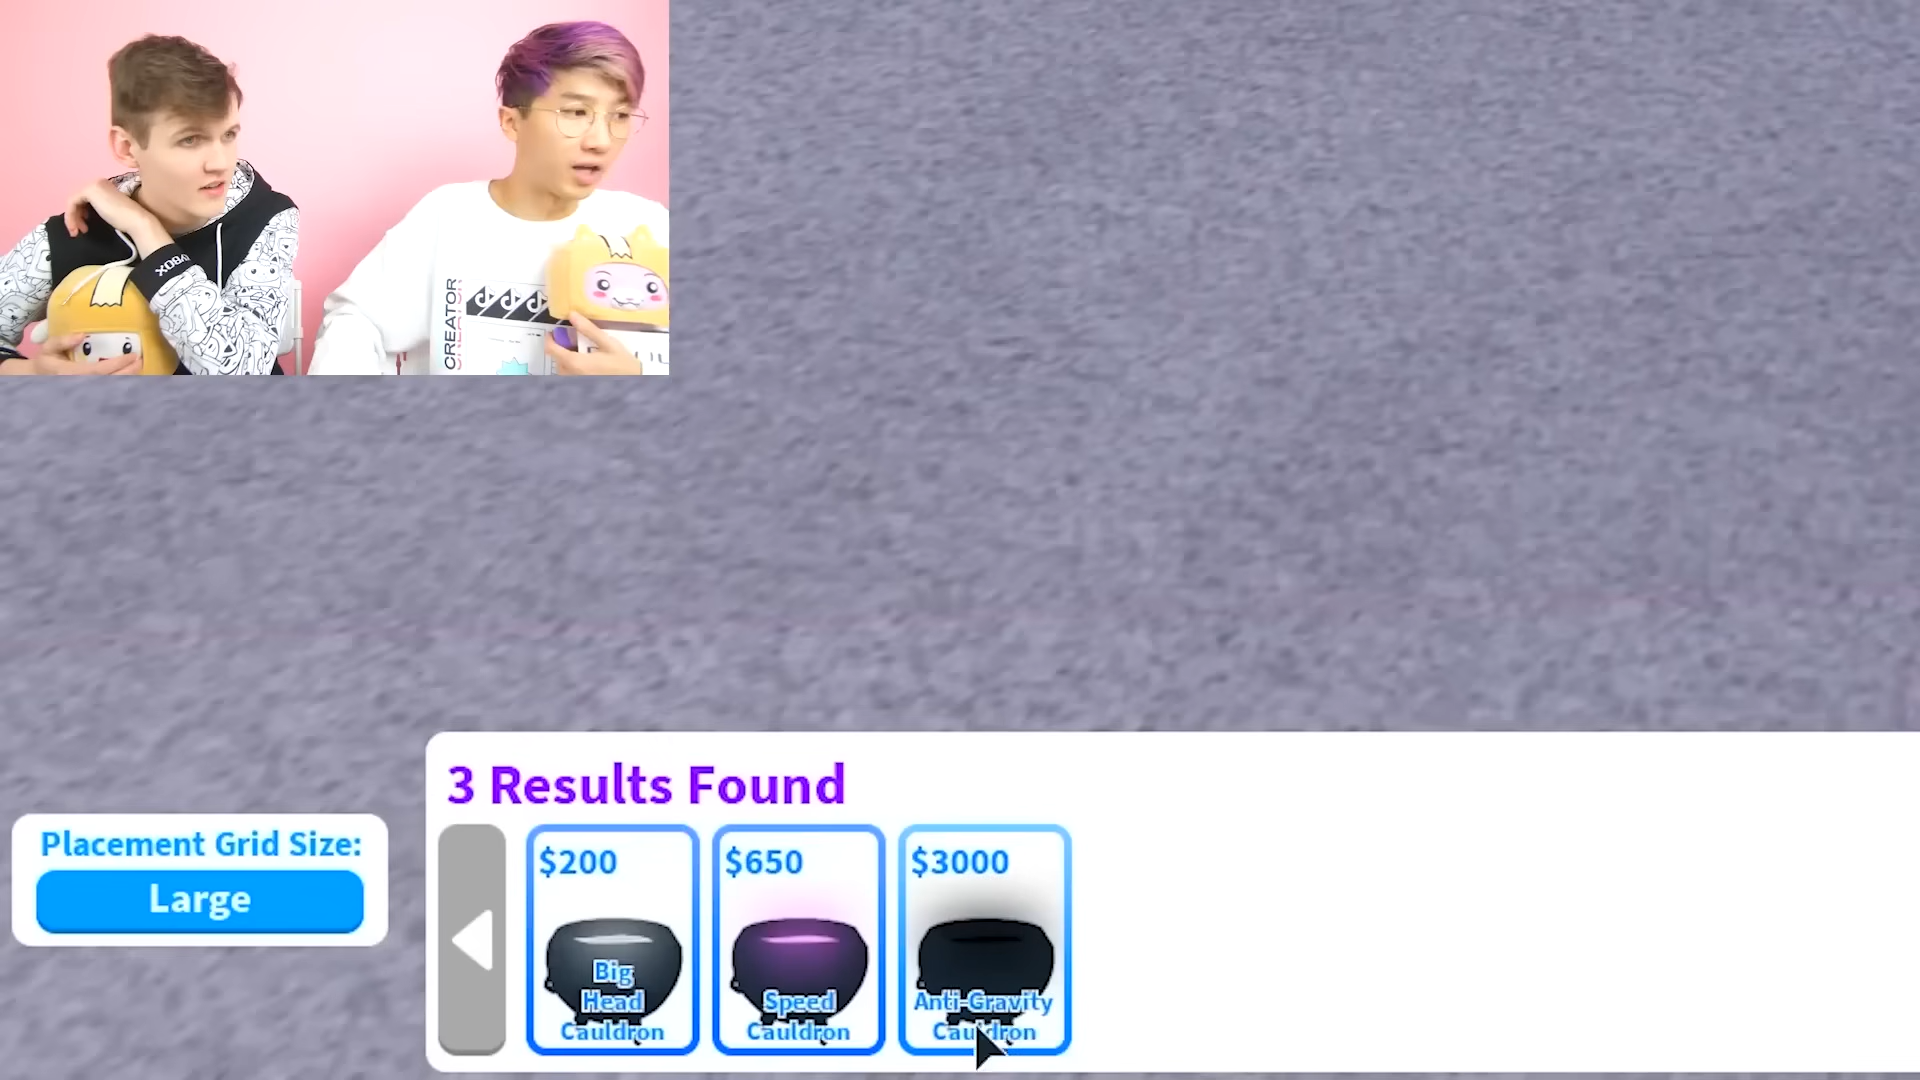 CREATOR
3 Results Found
Placement Grid Size:
Large
$200
Big
Head
Cauldron
$650
Speed
Cauldron
$3000
Anti-Gravity
Cauldron